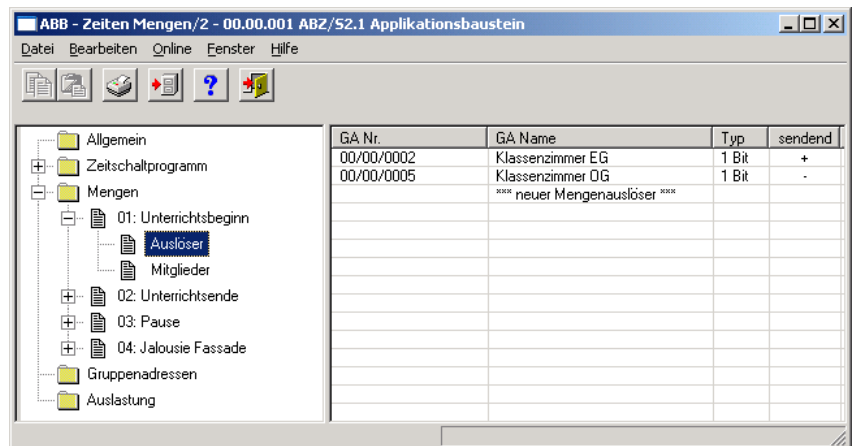 ABB - Zeiten Mengen/2 - 00.00.001 ABZ/S2.1 Applikationsbaustein
Datei Bearbeiten Online Fenster Hilfe
Allgemein
Zeitschaltprogramm
Mengen
01: Unterrichtsbeginn
Auslöser
Mitglieder
02: Unterrichtsende
03: Pause
04: Jalousie Fassade
Gruppenadressen
Auslastung
GA Nr. GA Name Typ sendend
00/00/0002 Klassenzimmer EG 1 Bit +
00/00/0005 Klassenzimmer OG 1 Bit -
*** neuer Mengenauslöser ***